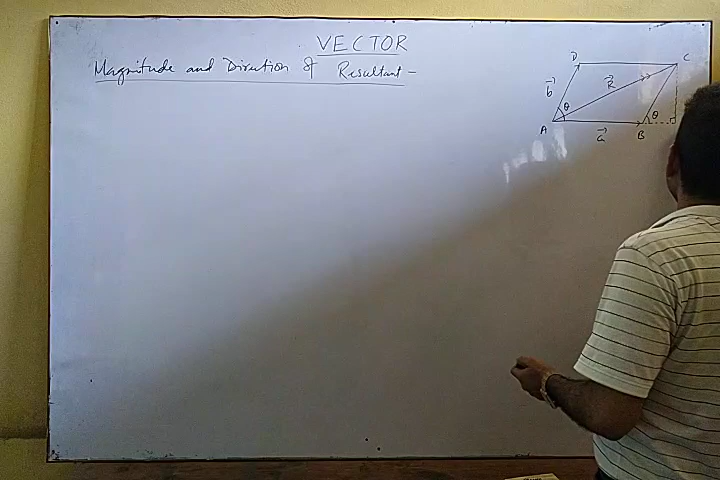 VECTOR
Magnitude and Direction of Resultant -
D C
b⃗ R⃗
θ θ
A a⃗ B